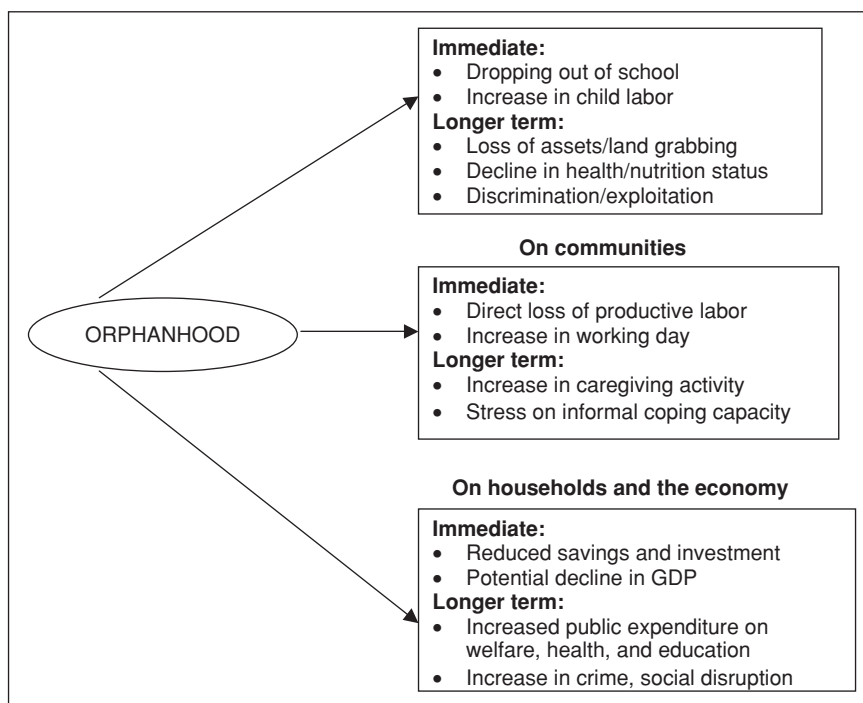 Immediate:
• Dropping out of school
• Increase in child labor
Longer term:
• Loss of assets/land grabbing
• Decline in health/nutrition status
• Discrimination/exploitation
On communities
Immediate:
• Direct loss of productive labor
• Increase in working day
Longer term:
• Increase in caregiving activity
• Stress on informal coping capacity
ORPHANHOOD
On households and the economy
Immediate:
• Reduced savings and investment
• Potential decline in GDP
Longer term:
• Increased public expenditure on
welfare, health, and education
• Increase in crime, social disruption